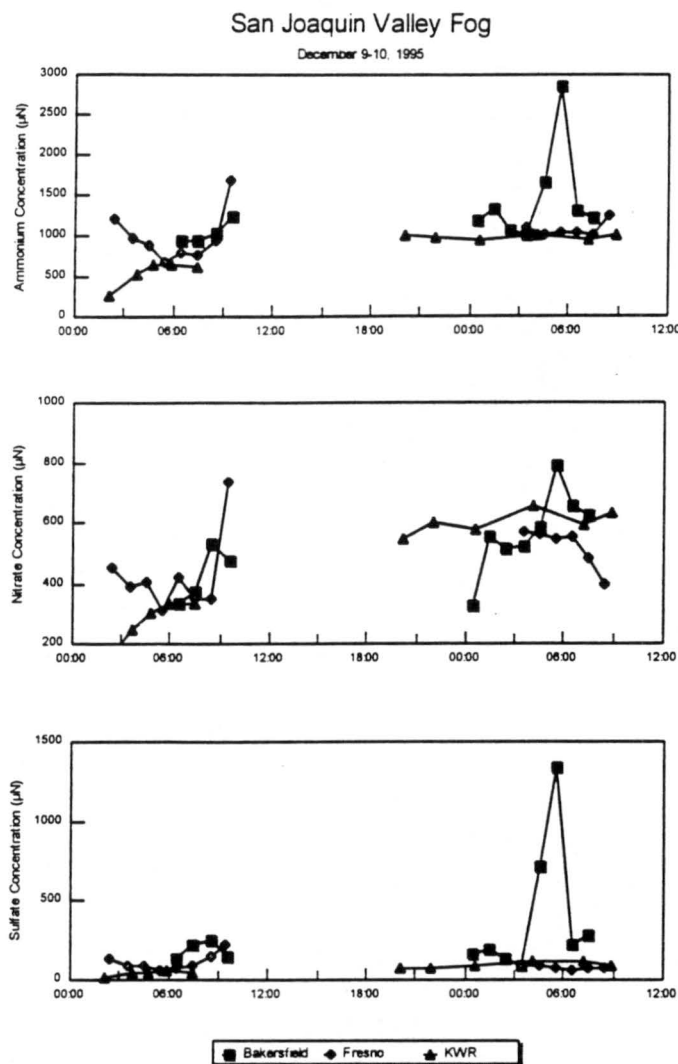 San Joaquin Valley Fog
December 9-10, 1995
Ammonium Concentration (µN)
3000
2500
2000
1500
1000
500
0
00:00 06:00 12:00 18:00 00:00 06:00 12:00
Nitrate Concentration (µN)
1000
800
600
400
200
00:00 06:00 12:00 18:00 00:00 06:00 12:00
Sulfate Concentration (µN)
1500
1000
500
0
00:00 06:00 12:00 18:00 00:00 06:00 12:00
Bakersfield Fresno KWR